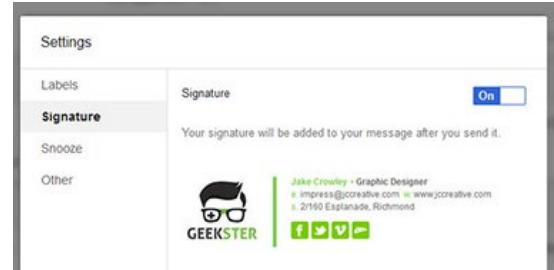 Settings
Labels
Signature
Snooze
Other
Signature
On
Your signature will be added to your message after you send it.
GEEKSTER
Jake Crowley - Graphic Designer
e. impress@jccreative.com w. www.jccreative.com
s. 2/160 Esplanade, Richmond